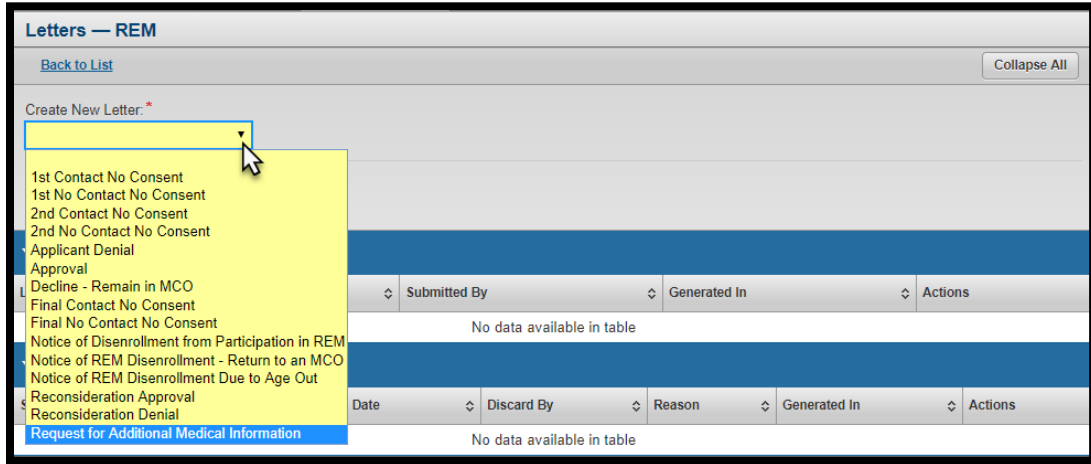 Letters — REM
Back to List
Collapse All
Create New Letter:*
1st Contact No Consent
1st No Contact No Consent
2nd Contact No Consent
2nd No Contact No Consent
Applicant Denial
Approval
Decline - Remain in MCO
Final Contact No Consent
Final No Contact No Consent
Notice of Disenrollment from Participation in REM
Notice of REM Disenrollment - Return to an MCO
Notice of REM Disenrollment Due to Age Out
Reconsideration Approval
Reconsideration Denial
Request for Additional Medical Information
Submitted By Generated In Actions
No data available in table
Date Discard By Reason Generated In Actions
No data available in table